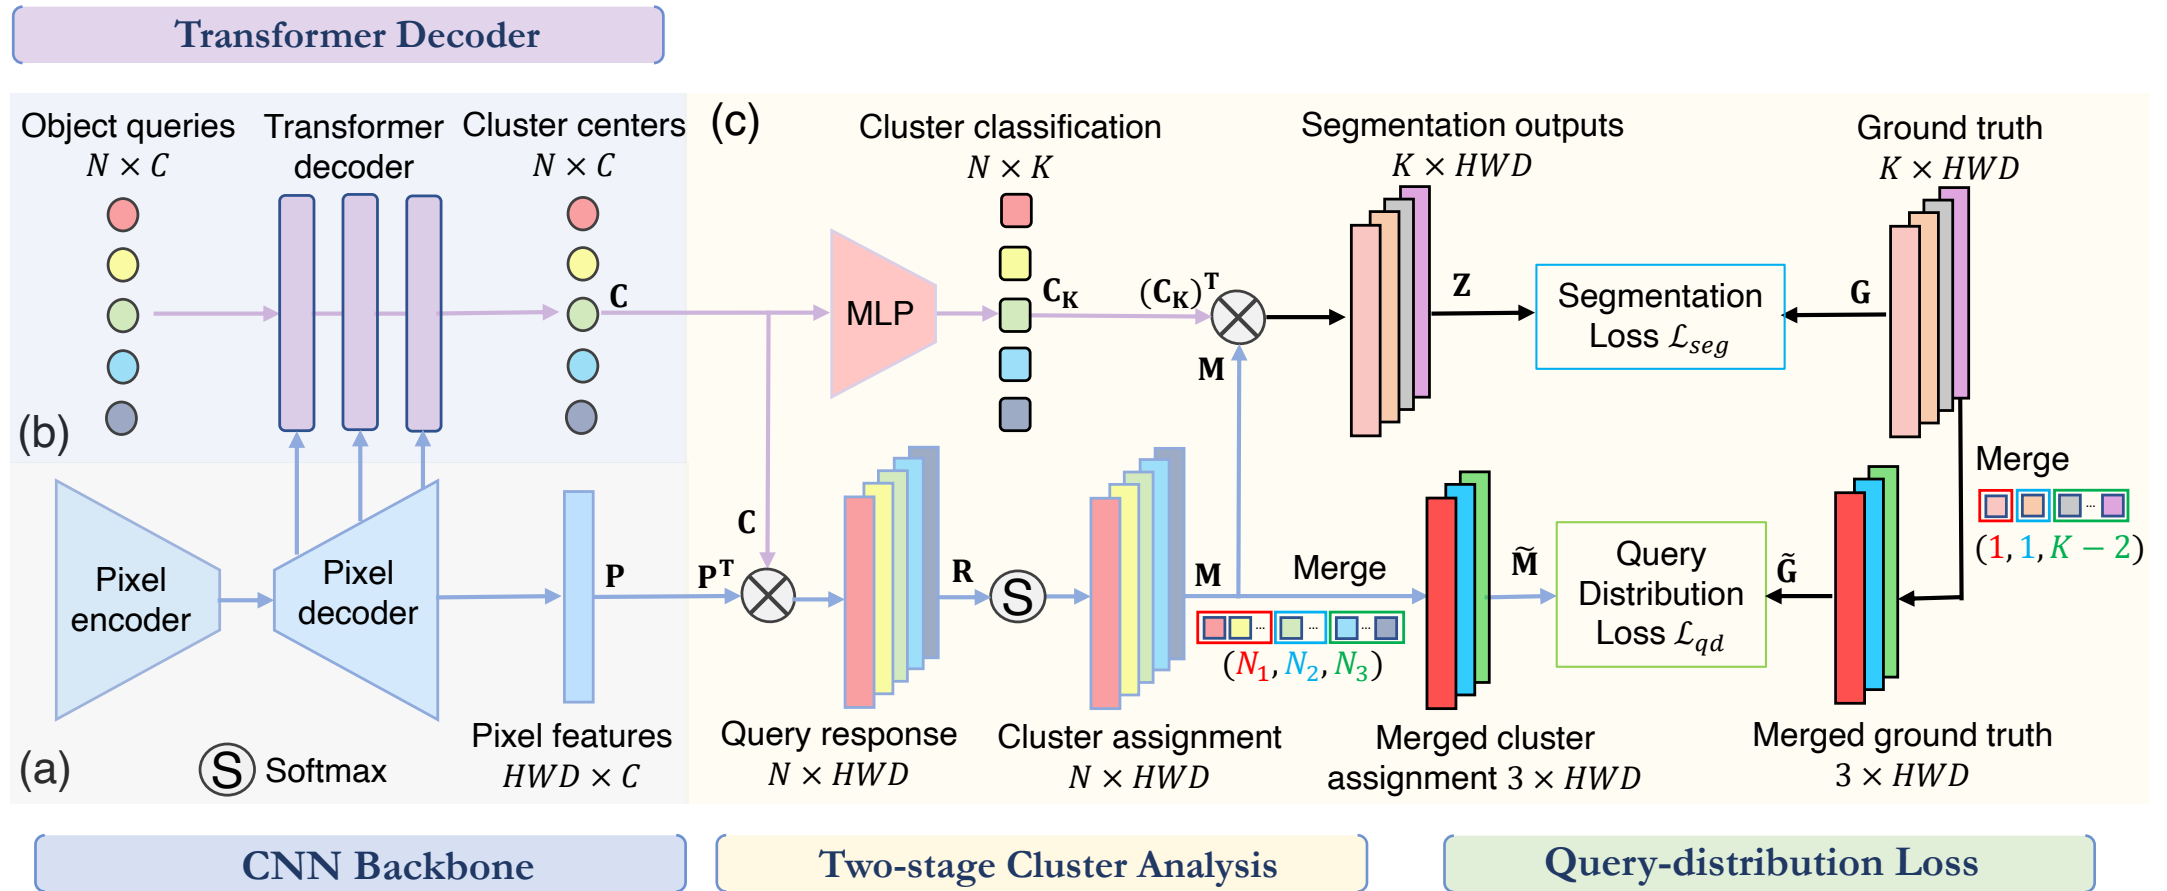 Transformer Decoder
Object queries
N × C
Transformer
decoder
Cluster centers
N × C
(b)
C
(c)
Cluster classification
N × K
MLP
C_K
(C_K)^T
M
Segmentation outputs
K × HWD
Z
Segmentation
Loss ℒ_seg
G
Ground truth
K × HWD
Merge
(1, 1, K − 2)
Pixel
encoder
Pixel
decoder
P
Pixel features
HWD × C
(a)
S Softmax
C
P^T
R
Query response
N × HWD
S
M
Cluster assignment
N × HWD
Merge
... ... ...
(N_1, N_2, N_3)
Merged cluster
assignment 3 × HWD
M̃
Query
Distribution
Loss ℒ_qd
G̃
...
Merged ground truth
3 × HWD
CNN Backbone
Two-stage Cluster Analysis
Query-distribution Loss